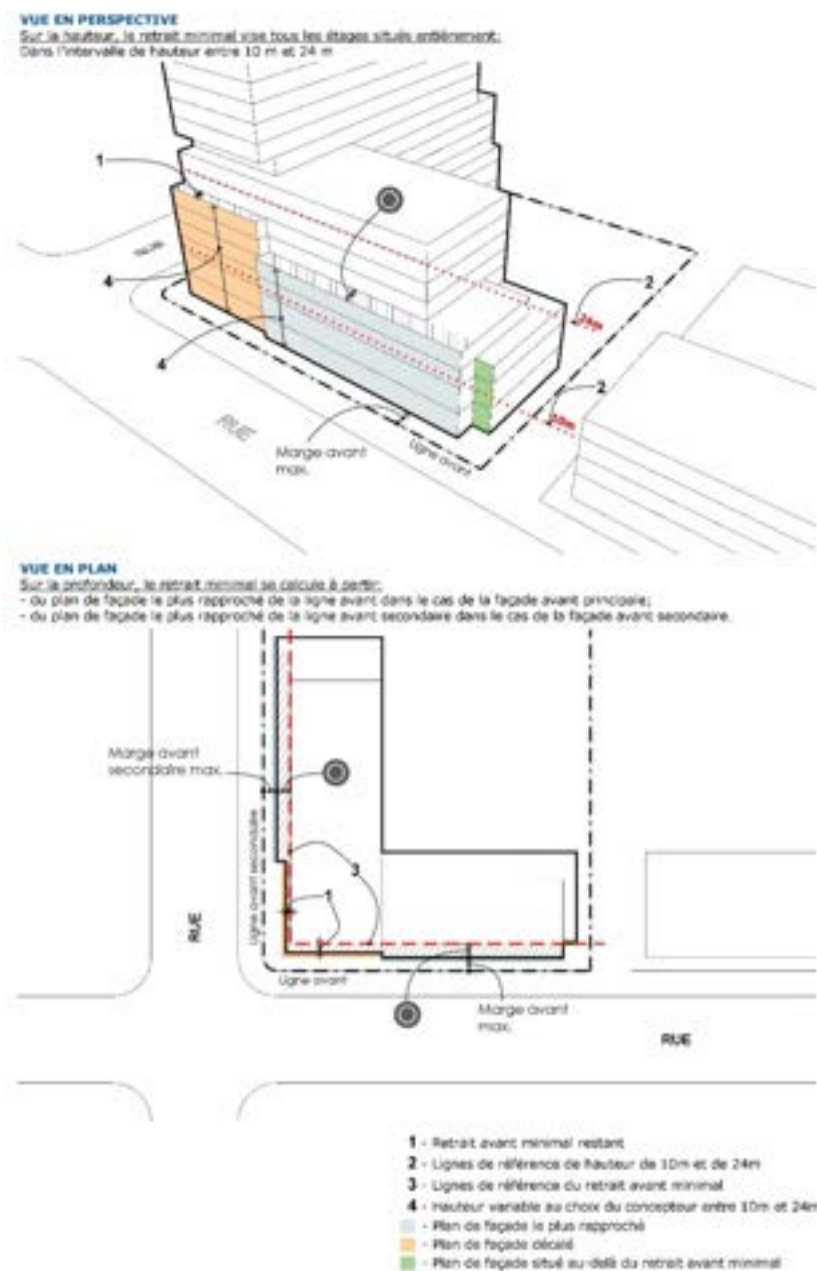 VUE EN PERSPECTIVE
Sur la hauteur, le retrait minimal vise tous les étages situés entièrement:
Dans l'intervalle de hauteur entre 10 m et 24 m
1
4
4
RUE
2
24m
2
10m
Marge avant
max.
Ligne avant
VUE EN PLAN
Sur la profondeur, le retrait minimal se calcule à partir:
- du plan de façade le plus rapproché de la ligne avant dans le cas de la façade avant principale;
- du plan de façade le plus rapproché de la ligne avant secondaire dans le cas de la façade avant secondaire.
Marge avant
secondaire max.
Ligne avant secondaire
RUE
3
1
Ligne avant
Marge avant
max.
RUE
1 - Retrait avant minimal restant
2 - Lignes de référence de hauteur de 10m et de 24m
3 - Lignes de référence du retrait avant minimal
4 - Hauteur variable au choix du concepteur entre 10m et 24m
- Plan de façade le plus rapproché
- Plan de façade décalé
- Plan de façade situé au-delà du retrait avant minimal